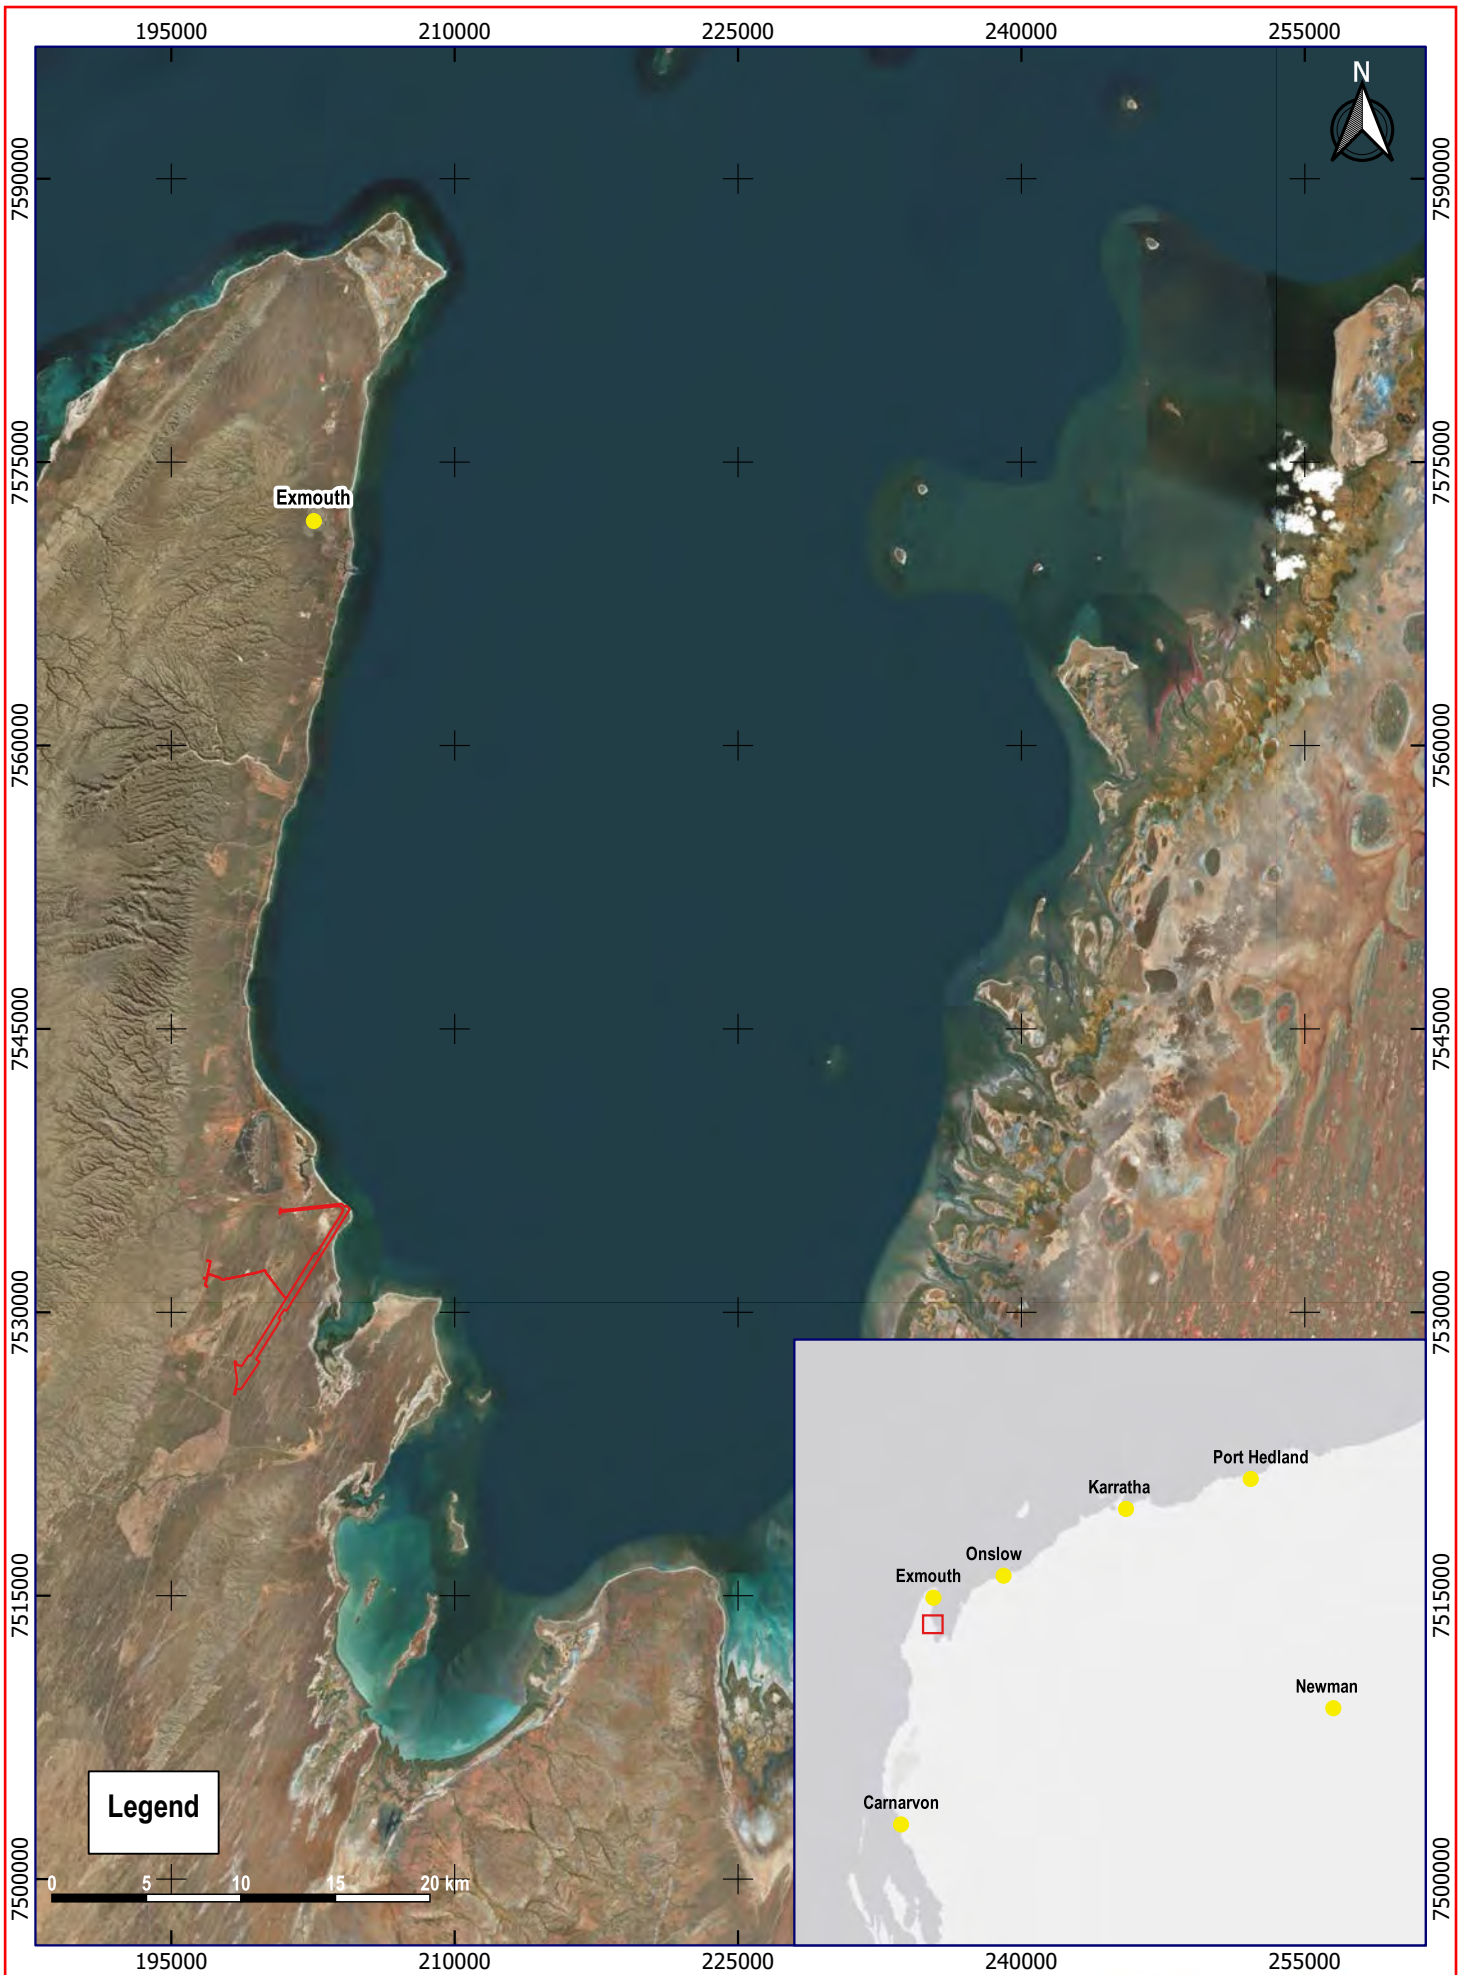 195000 210000 225000 240000 255000
N
7590000 7590000
7575000 7575000
Exmouth
7560000 7560000
7545000 7545000
7530000 7530000
Port Hedland
Karratha
Onslow
Exmouth
7515000 7515000
Newman
Carnarvon
Legend
0 5 10 15 20 km
7500000 7500000
195000 210000 225000 240000 255000